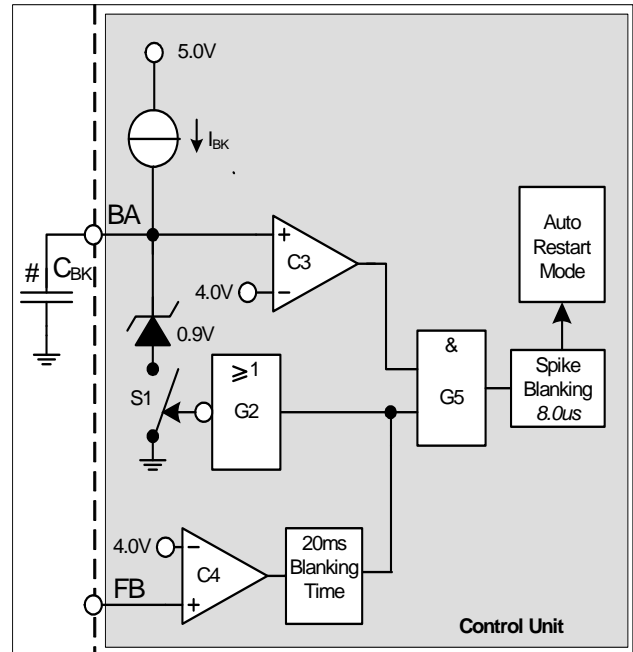 5.0V
I_BK
BA
# C_BK
C3
+
−
4.0V
0.9V
S1
≥1
G2
&
G5
Auto
Restart
Mode
Spike
Blanking
8.0us
4.0V
−
C4
+
FB
20ms
Blanking
Time
Control Unit